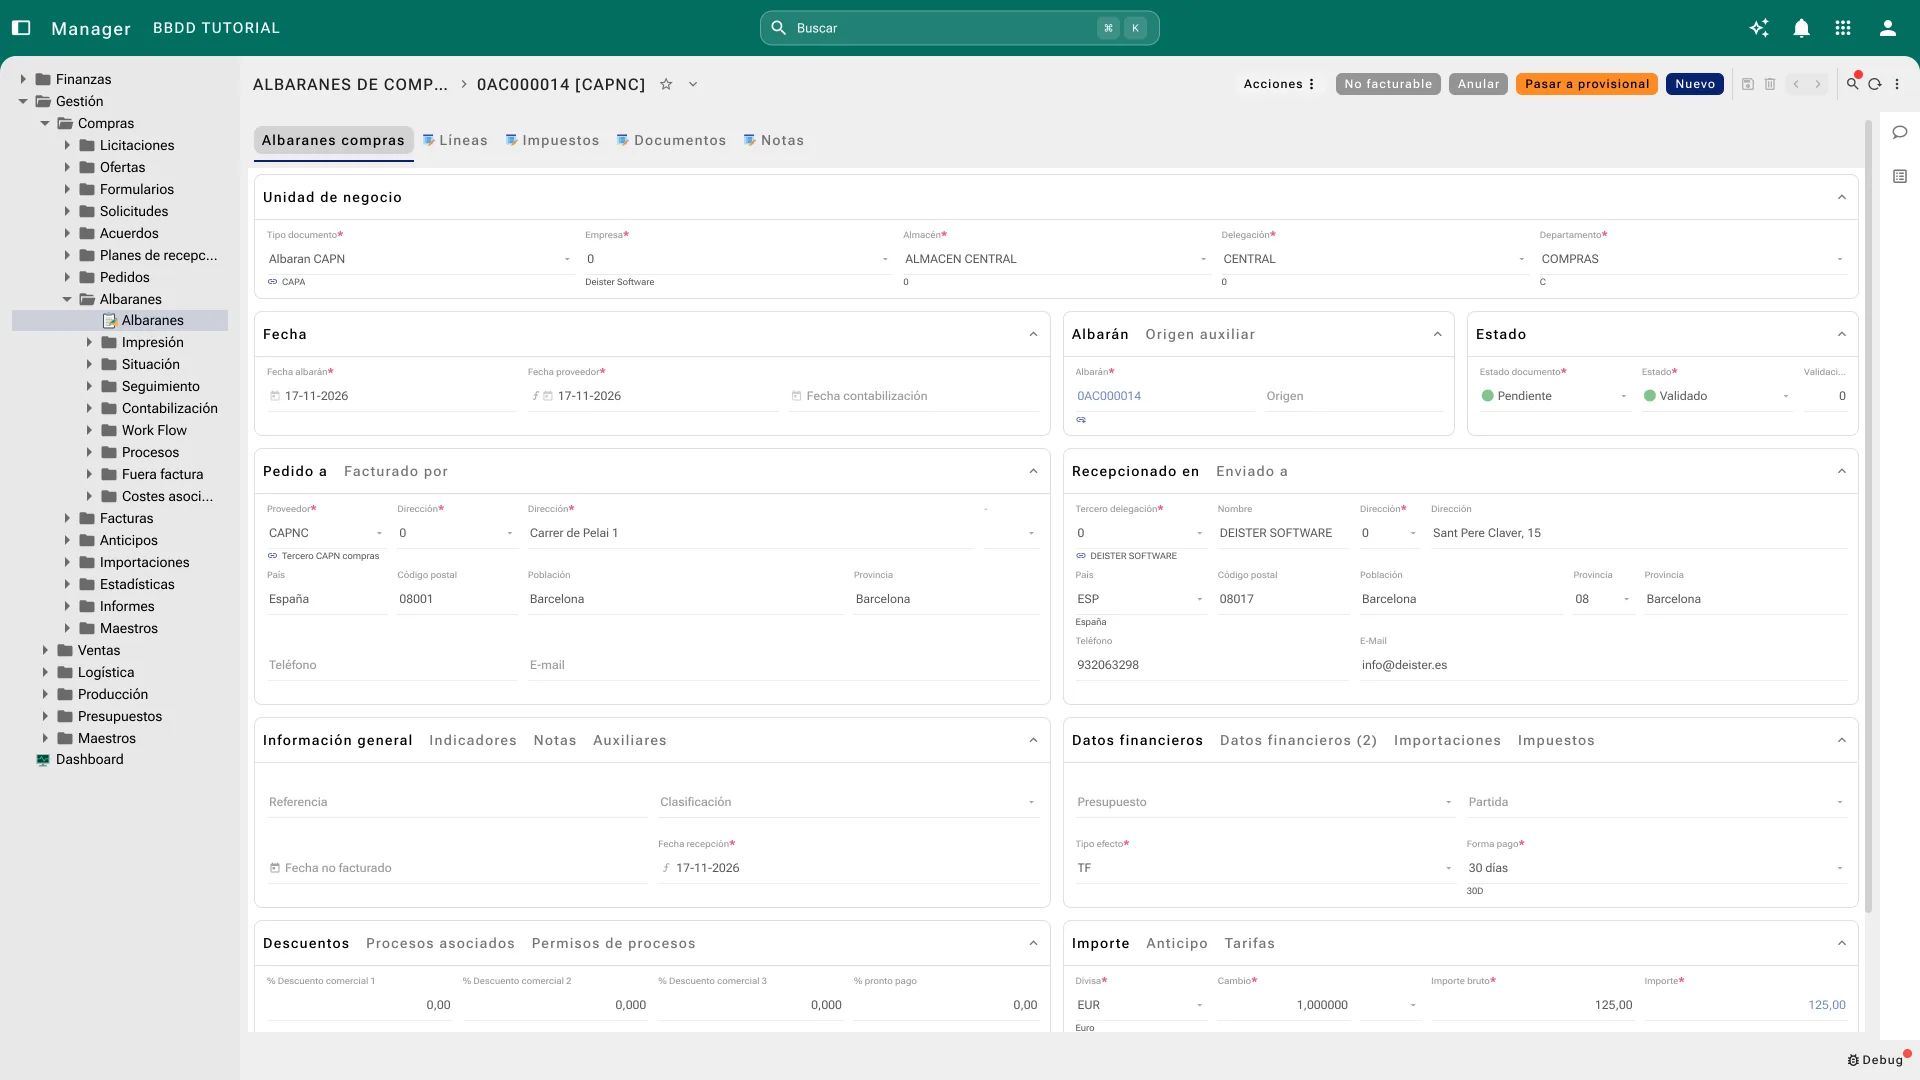 Manager
BBDD TUTORIAL
Buscar
⌘
K
Finanzas
Gestión
Compras
Licitaciones
Ofertas
Formularios
Solicitudes
Acuerdos
Planes de recepc...
Pedidos
Albaranes
Albaranes
Impresión
Situación
Seguimiento
Contabilización
Work Flow
Procesos
Fuera factura
Costes asoci...
Facturas
Anticipos
Importaciones
Estadísticas
Informes
Maestros
Ventas
Logística
Producción
Presupuestos
Maestros
Dashboard
ALBARANES DE COMP... > 0AC000014 [CAPNC]
Acciones
No facturable
Anular
Pasar a provisional
Nuevo
Albaranes compras
Líneas
Impuestos
Documentos
Notas
Unidad de negocio
Tipo documento* Empresa* Almacén* Delegación* Departamento*
Albaran CAPN 0 ALMACEN CENTRAL CENTRAL COMPRAS
CAPA Deister Software 0 0 C
Fecha
Fecha albarán* Fecha proveedor*
17-11-2026 ƒ 17-11-2026 Fecha contabilización
Albarán Origen auxiliar
Albarán*
0AC000014 Origen
Estado
Estado documento* Estado* Validaci...
Pendiente Validado 0
Pedido a Facturado por
Proveedor* Dirección* Dirección* -
CAPNC 0 Carrer de Pelai 1
Tercero CAPN compras
País Código postal Población Provincia
España 08001 Barcelona Barcelona
Teléfono E-mail
Recepcionado en Enviado a
Tercero delegación* Nombre Dirección* Dirección
0 DEISTER SOFTWARE 0 Sant Pere Claver, 15
DEISTER SOFTWARE
País Código postal Población Provincia Provincia
ESP 08017 Barcelona 08 Barcelona
España
Teléfono E-Mail
932063298 info@deister.es
Información general Indicadores Notas Auxiliares
Referencia Clasificación
Fecha recepción*
Fecha no facturado ƒ 17-11-2026
Datos financieros Datos financieros (2) Importaciones Impuestos
Presupuesto Partida
Tipo efecto* Forma pago*
TF 30 días
30D
Descuentos Procesos asociados Permisos de procesos
% Descuento comercial 1 % Descuento comercial 2 % Descuento comercial 3 % pronto pago
0,00 0,000 0,000 0,00
Importe Anticipo Tarifas
Divisa* Cambio* Importe bruto* Importe*
EUR 1,000000 125,00 125,00
Euro
Debug